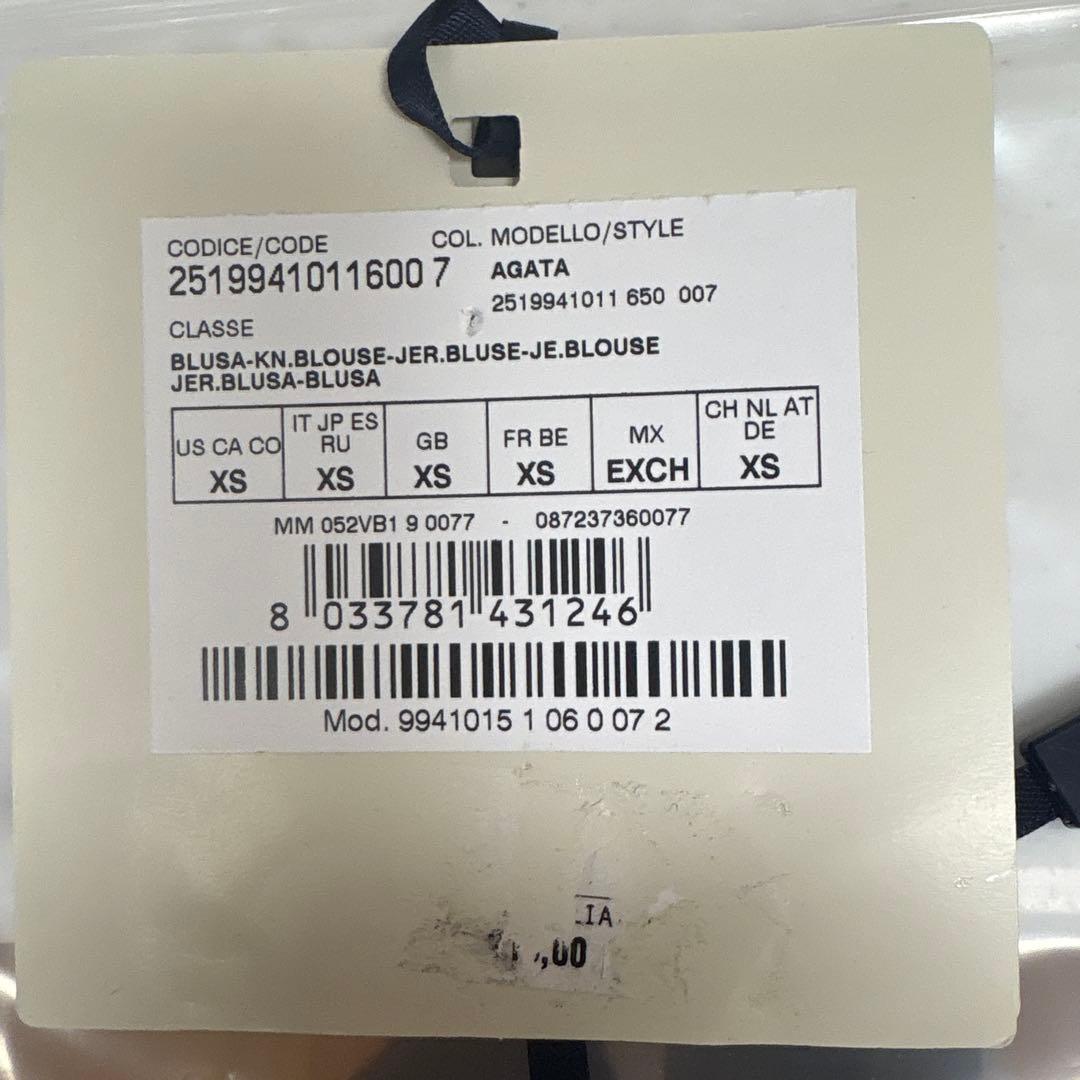 CODICE/CODE COL. MODELLO/STYLE
2519941011600 7 AGATA
2519941011 650 007
CLASSE
BLUSA-KN.BLOUSE-JER.BLUSE-JE.BLOUSE
JER.BLUSA-BLUSA
US CA CO XS
IT JP ES RU XS
GB XS
FR BE XS
MX EXCH
CH NL AT DE XS
MM 052VB1 9 0077 - 087237360077
8 033781 431246
Mod. 9941015 1 06 0 07 2
,00